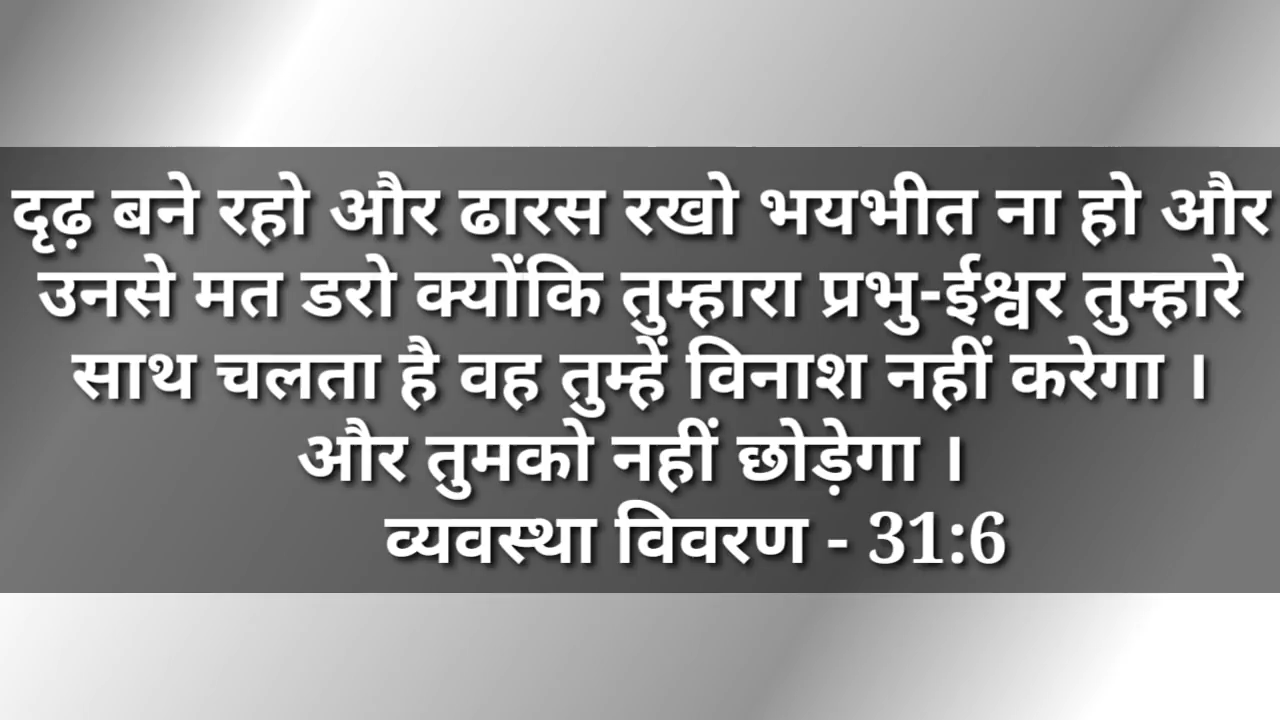 दृढ़ बने रहो और ढारस रखो भयभीत ना हो और
उनसे मत डरो क्योंकि तुम्हारा प्रभु-ईश्वर तुम्हारे
साथ चलता है वह तुम्हें विनाश नहीं करेगा ।
और तुमको नहीं छोड़ेगा ।
व्यवस्था विवरण - 31:6